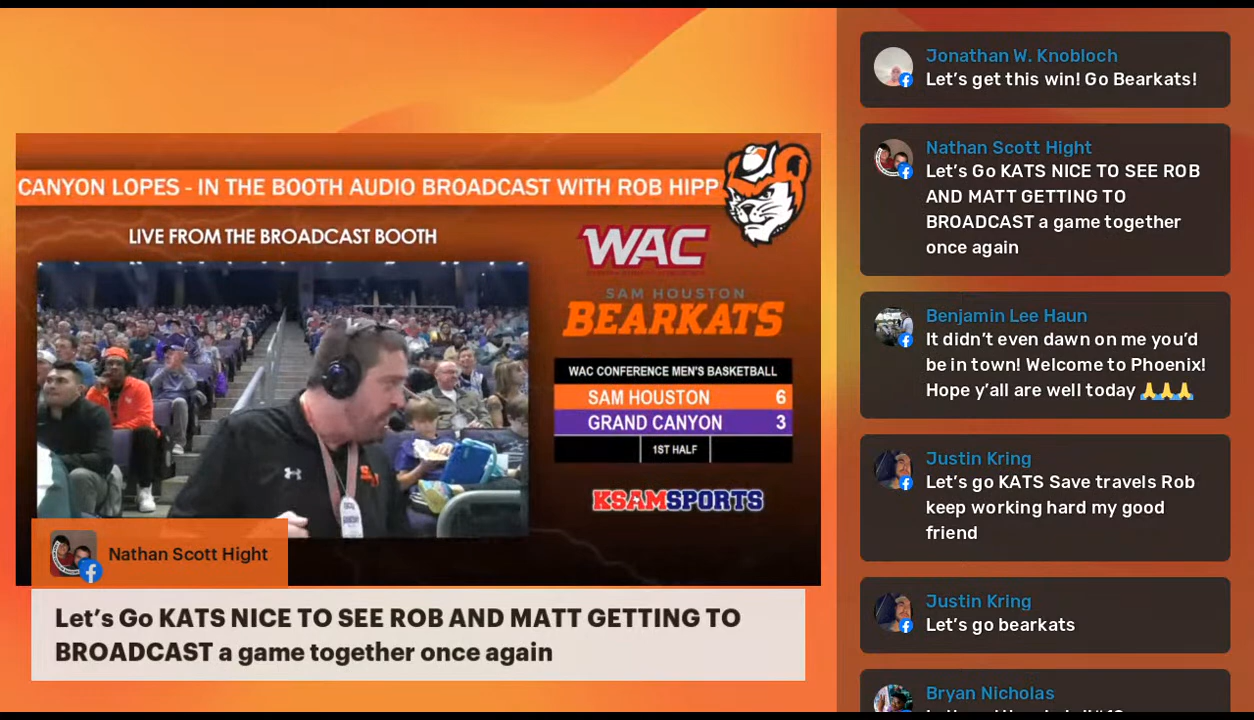 CANYON LOPES - IN THE BOOTH AUDIO BROADCAST WITH ROB HIPP
LIVE FROM THE BROADCAST BOOTH
WAC
SAM HOUSTON
BEARKATS
WAC CONFERENCE MEN'S BASKETBALL
SAM HOUSTON 6
GRAND CANYON 3
1ST HALF
KSAMSPORTS
Nathan Scott Hight
Let's Go KATS NICE TO SEE ROB AND MATT GETTING TO
BROADCAST a game together once again
Jonathan W. Knobloch
Let's get this win! Go Bearkats!
Nathan Scott Hight
Let's Go KATS NICE TO SEE ROB
AND MATT GETTING TO
BROADCAST a game together
once again
Benjamin Lee Haun
It didn't even dawn on me you'd
be in town! Welcome to Phoenix!
Hope y'all are well today 🙏🙏🙏
Justin Kring
Let's go KATS Save travels Rob
keep working hard my good
friend
Justin Kring
Let's go bearkats
Bryan Nicholas